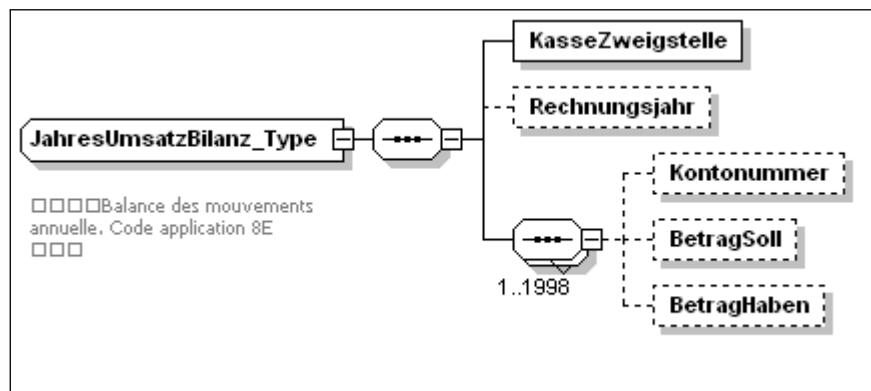 KasseZweigstelle
Rechnungsjahr
JahresUmsatzBilanz_Type
Kontonummer
□□□□Balance des mouvements
annuelle. Code application 8E
□□□
BetragSoll
1..1998
BetragHaben